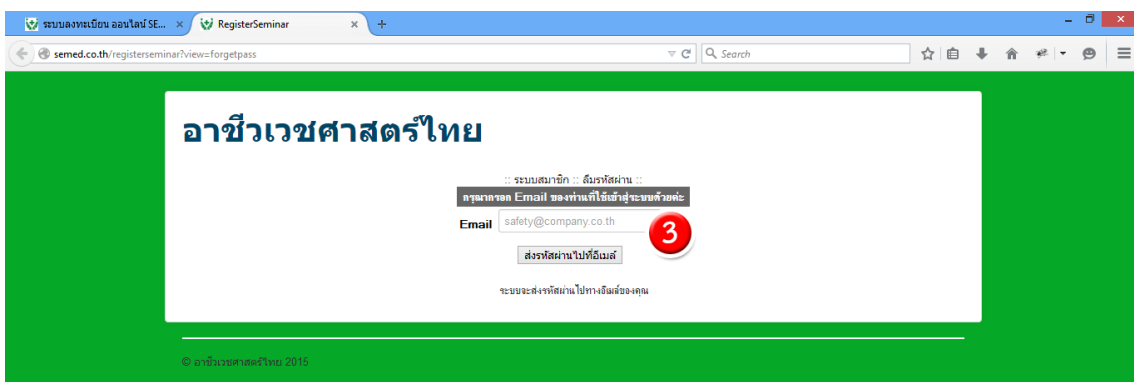 ระบบลงทะเบียน ออนไลน์ SE...
RegisterSeminar
semed.co.th/registerseminar?view=forgetpass
Search
อาชีวเวชศาสตร์ไทย
:: ระบบสมาชิก :: ลืมรหัสผ่าน ::
กรุณากรอก Email ของท่านที่ใช้เข้าสู่ระบบด้วยค่ะ
Email safety@company.co.th
3
ส่งรหัสผ่านไปที่อีเมล์
ระบบจะส่งรหัสผ่านไปทางอีเมล์ของคุณ
© อาชีวเวชศาสตร์ไทย 2015